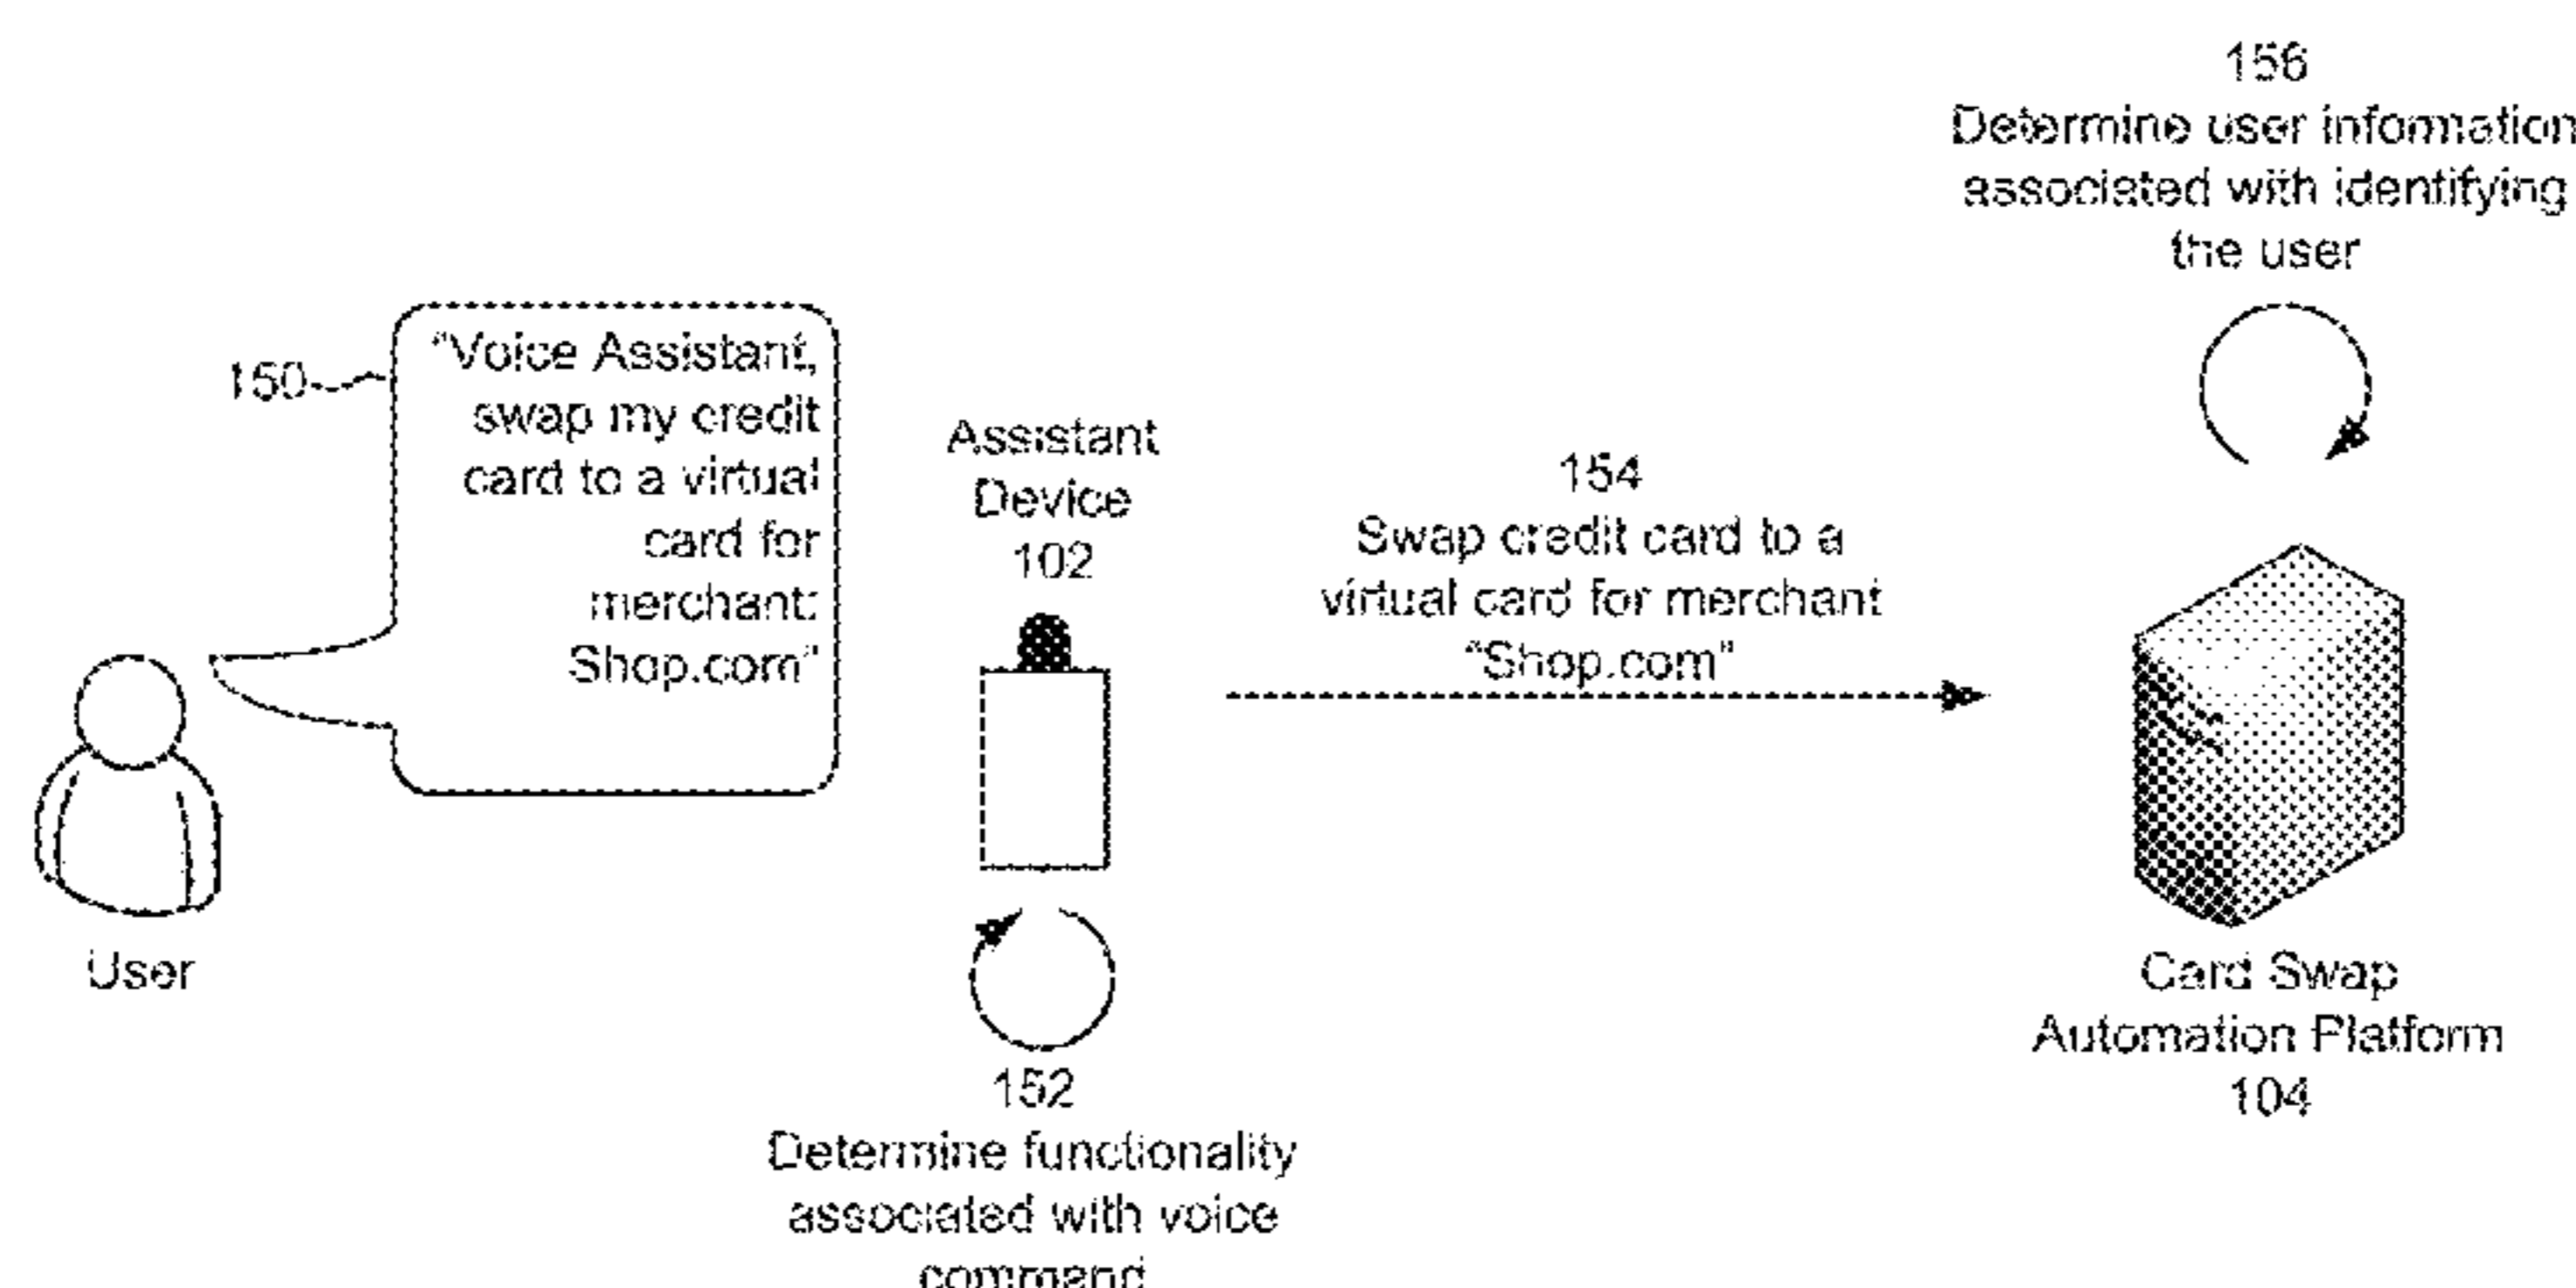 156
Determine user information
associated with identifying
the user
150
"Voice Assistant,
swap my credit
card to a virtual
card for
merchant:
Shop.com"
Assistant
Device
102
154
Swap credit card to a
virtual card for merchant
"Shop.com"
User
152
Determine functionality
associated with voice
command
Card Swap
Automation Platform
104